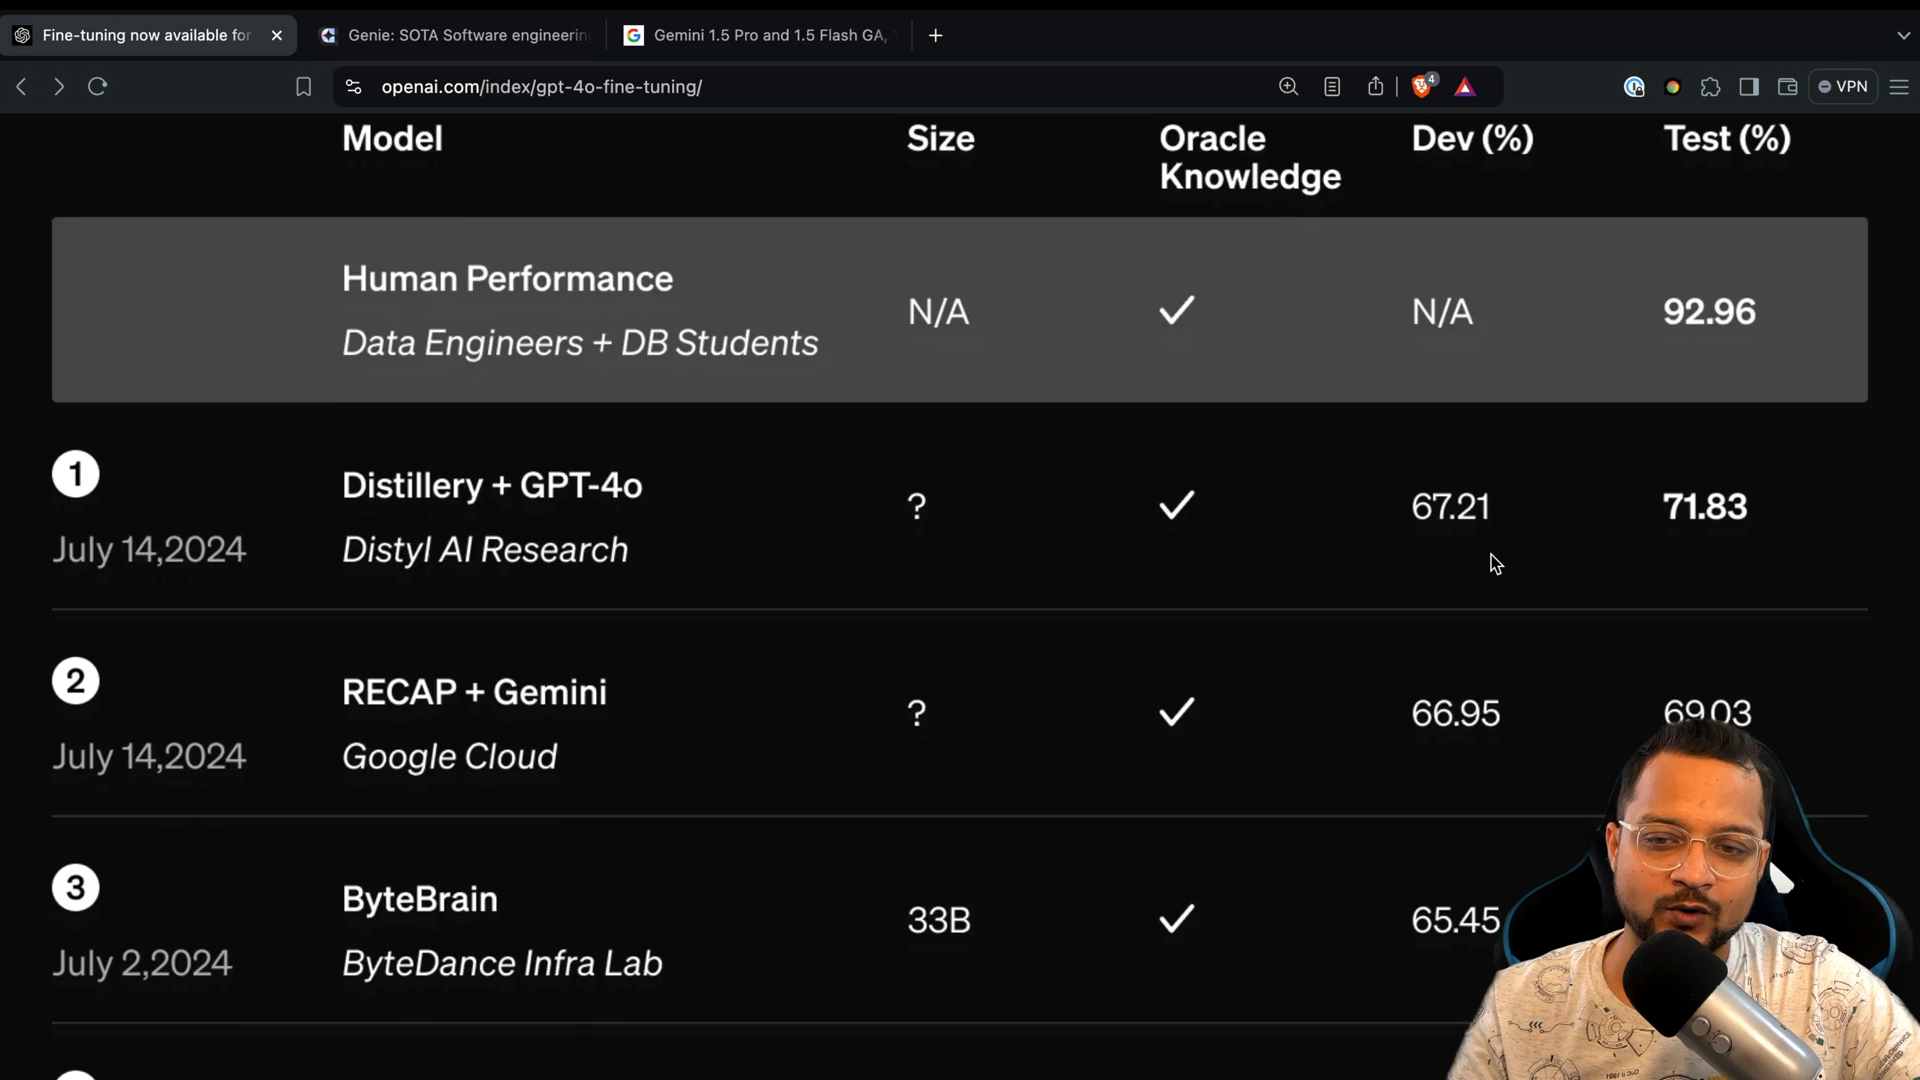 Fine-tuning now available for
Genie: SOTA Software engineerin
Gemini 1.5 Pro and 1.5 Flash GA,
openai.com/index/gpt-4o-fine-tuning/
4
VPN
Model Size Oracle Knowledge Dev (%) Test (%)
Human Performance
Data Engineers + DB Students
N/A ✓ N/A 92.96
1
July 14,2024
Distillery + GPT-4o
Distyl AI Research
? ✓ 67.21 71.83
2
July 14,2024
RECAP + Gemini
Google Cloud
? ✓ 66.95 69.03
3
July 2,2024
ByteBrain
ByteDance Infra Lab
33B ✓ 65.45